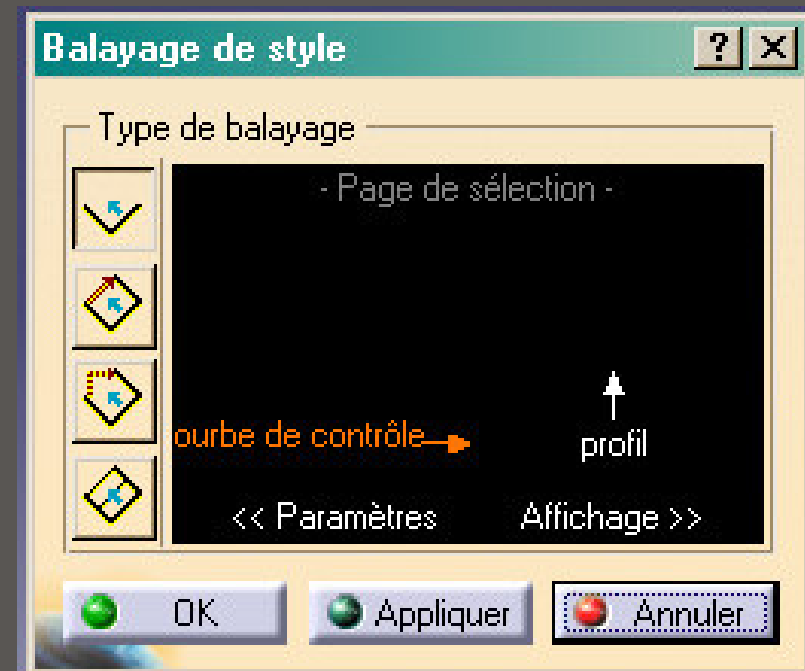 Balayage de style
Type de balayage
- Page de sélection -
ourbe de contrôle
profil
<< Paramètres Affichage >>
OK Appliquer Annuler